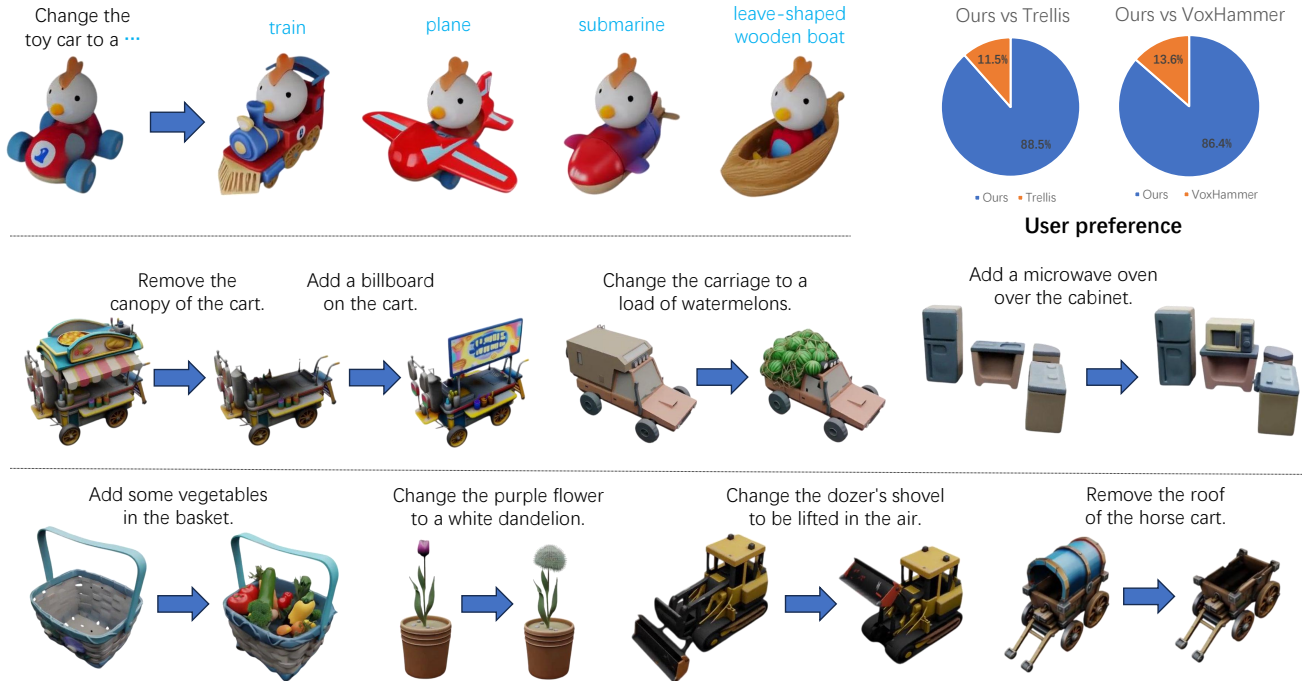 Change the
toy car to a ···
train
plane
submarine
leave-shaped
wooden boat
Ours vs Trellis
11.5%
88.5%
Ours
Trellis
Ours vs VoxHammer
13.6%
86.4%
Ours
VoxHammer
User preference
Remove the
canopy of the cart.
Add a billboard
on the cart.
Change the carriage to a
load of watermelons.
Add a microwave oven
over the cabinet.
Add some vegetables
in the basket.
Change the purple flower
to a white dandelion.
Change the dozer's shovel
to be lifted in the air.
Remove the roof
of the horse cart.